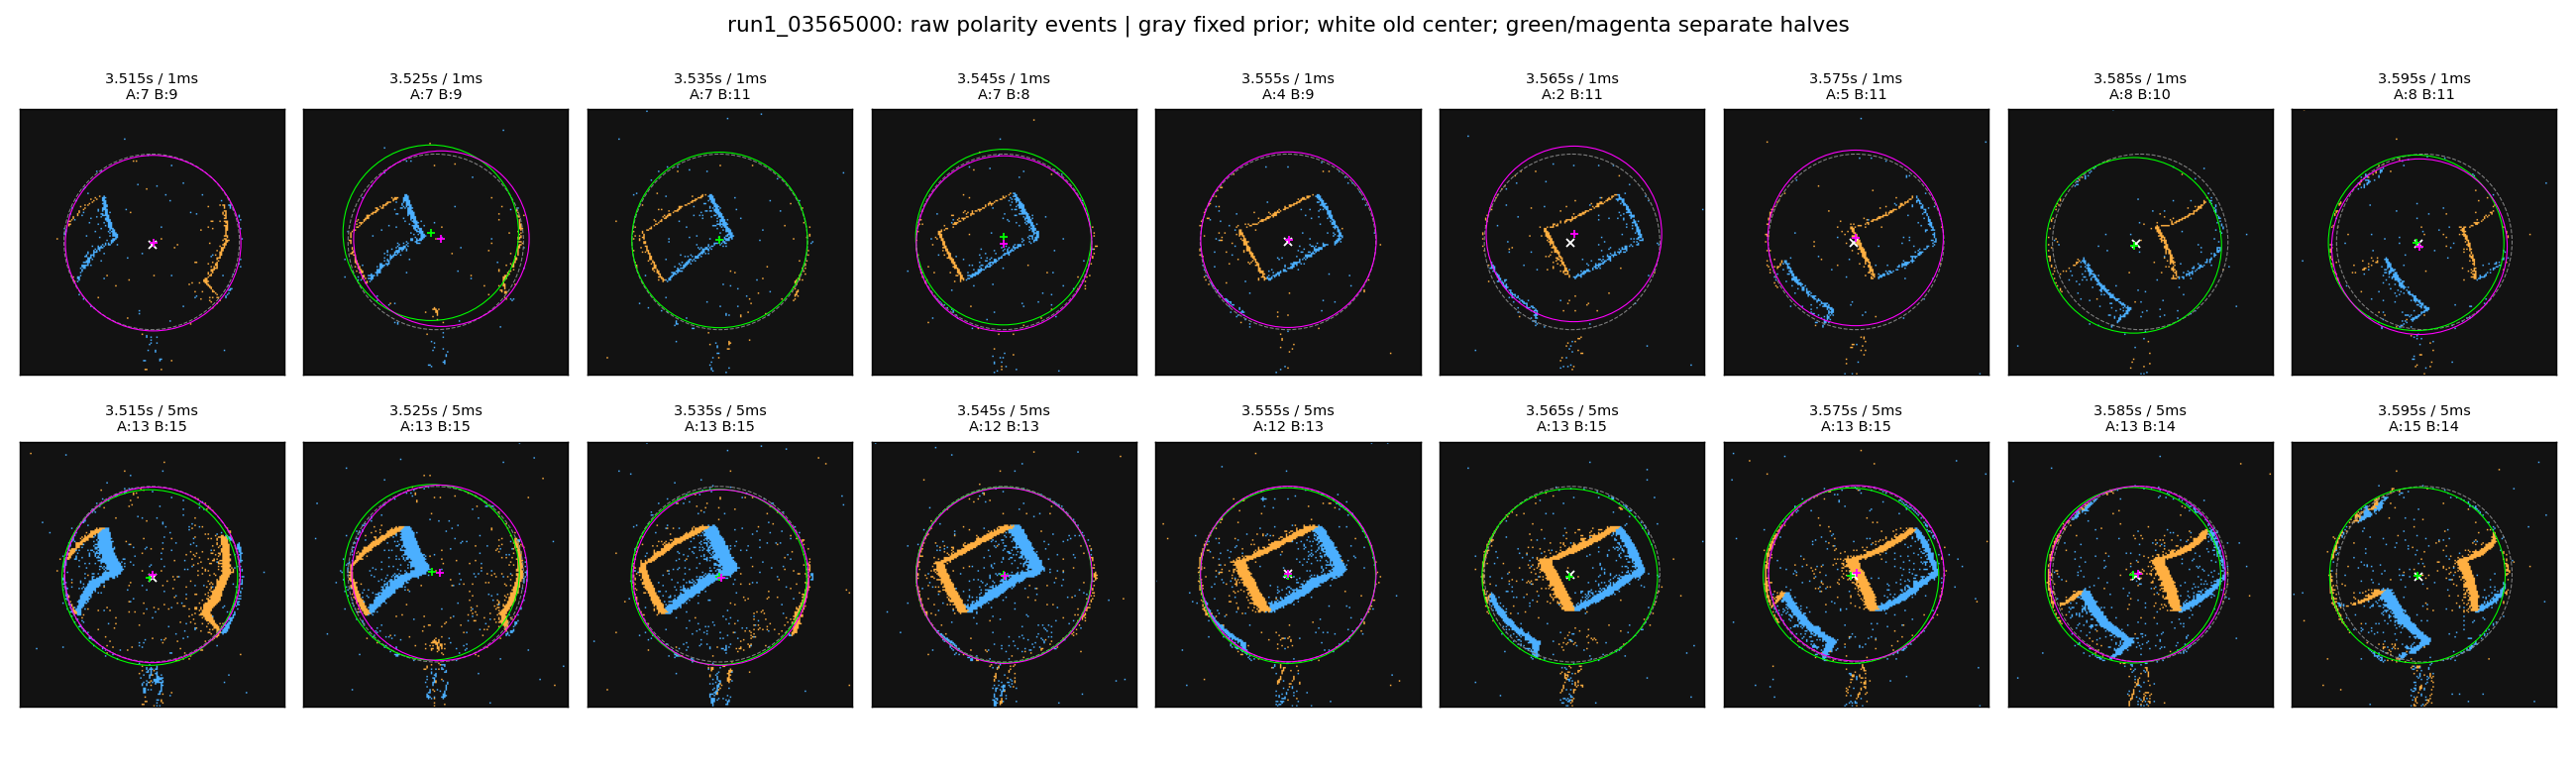 run1_03565000: raw polarity events | gray fixed prior; white old center; green/magenta separate halves
3.515s / 1ms
A:7 B:9
3.525s / 1ms
A:7 B:9
3.535s / 1ms
A:7 B:11
3.545s / 1ms
A:7 B:8
3.555s / 1ms
A:4 B:9
3.565s / 1ms
A:2 B:11
3.575s / 1ms
A:5 B:11
3.585s / 1ms
A:8 B:10
3.595s / 1ms
A:8 B:11
3.515s / 5ms
A:13 B:15
3.525s / 5ms
A:13 B:15
3.535s / 5ms
A:13 B:15
3.545s / 5ms
A:12 B:13
3.555s / 5ms
A:12 B:13
3.565s / 5ms
A:13 B:15
3.575s / 5ms
A:13 B:15
3.585s / 5ms
A:13 B:14
3.595s / 5ms
A:15 B:14